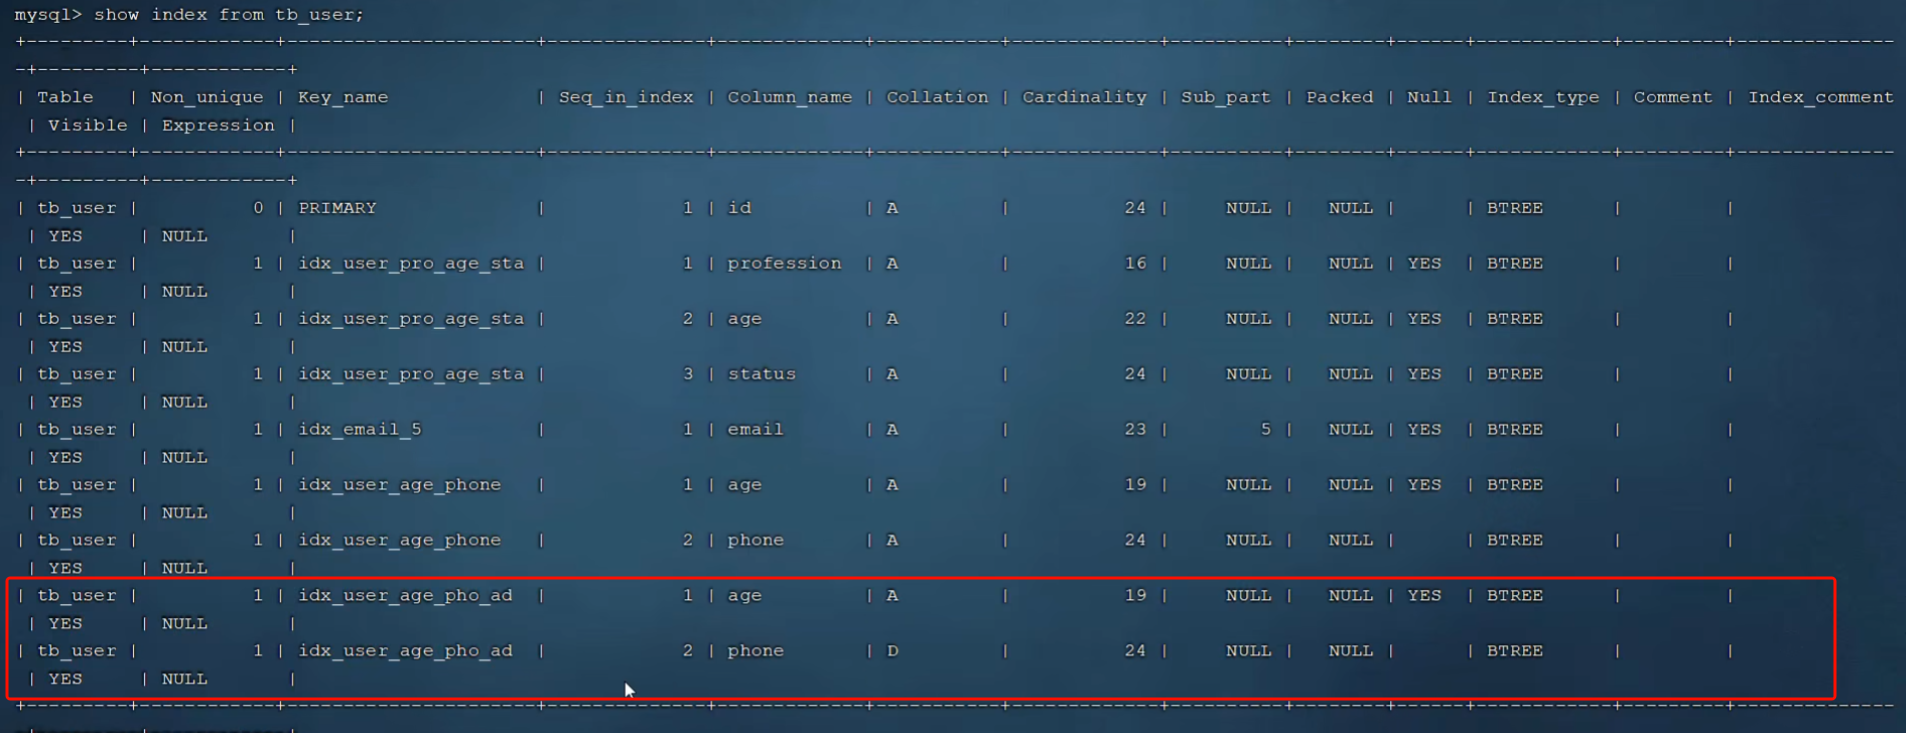 mysql> show index from tb_user;
+---------+------------+-----------------------+--------------+-------------+-----------+-------------+----------+--------+------+------------+---------+--------------
-+---------+------------+
| Table   | Non_unique | Key_name              | Seq_in_index | Column_name | Collation | Cardinality | Sub_part | Packed | Null | Index_type | Comment | Index_comment
 | Visible | Expression |
+---------+------------+-----------------------+--------------+-------------+-----------+-------------+----------+--------+------+------------+---------+--------------
-+---------+------------+
| tb_user |          0 | PRIMARY               |            1 | id          | A         |          24 |     NULL |   NULL |      | BTREE      |         |
 | YES     | NULL       |
| tb_user |          1 | idx_user_pro_age_sta |            1 | profession  | A         |          16 |     NULL |   NULL | YES  | BTREE      |         |
 | YES     | NULL       |
| tb_user |          1 | idx_user_pro_age_sta |            2 | age         | A         |          22 |     NULL |   NULL | YES  | BTREE      |         |
 | YES     | NULL       |
| tb_user |          1 | idx_user_pro_age_sta |            3 | status      | A         |          24 |     NULL |   NULL | YES  | BTREE      |         |
 | YES     | NULL       |
| tb_user |          1 | idx_email_5          |            1 | email       | A         |          23 |        5 |   NULL | YES  | BTREE      |         |
 | YES     | NULL       |
| tb_user |          1 | idx_user_age_phone   |            1 | age         | A         |          19 |     NULL |   NULL | YES  | BTREE      |         |
 | YES     | NULL       |
| tb_user |          1 | idx_user_age_phone   |            2 | phone       | A         |          24 |     NULL |   NULL |      | BTREE      |         |
 | YES     | NULL       |
| tb_user |          1 | idx_user_age_pho_ad  |            1 | age         | A         |          19 |     NULL |   NULL | YES  | BTREE      |         |
 | YES     | NULL       |
| tb_user |          1 | idx_user_age_pho_ad  |            2 | phone       | D         |          24 |     NULL |   NULL |      | BTREE      |         |
 | YES     | NULL       |
+---------+------------+-----------------------+--------------+-------------+-----------+-------------+----------+--------+------+------------+---------+--------------
-+---------+------------+